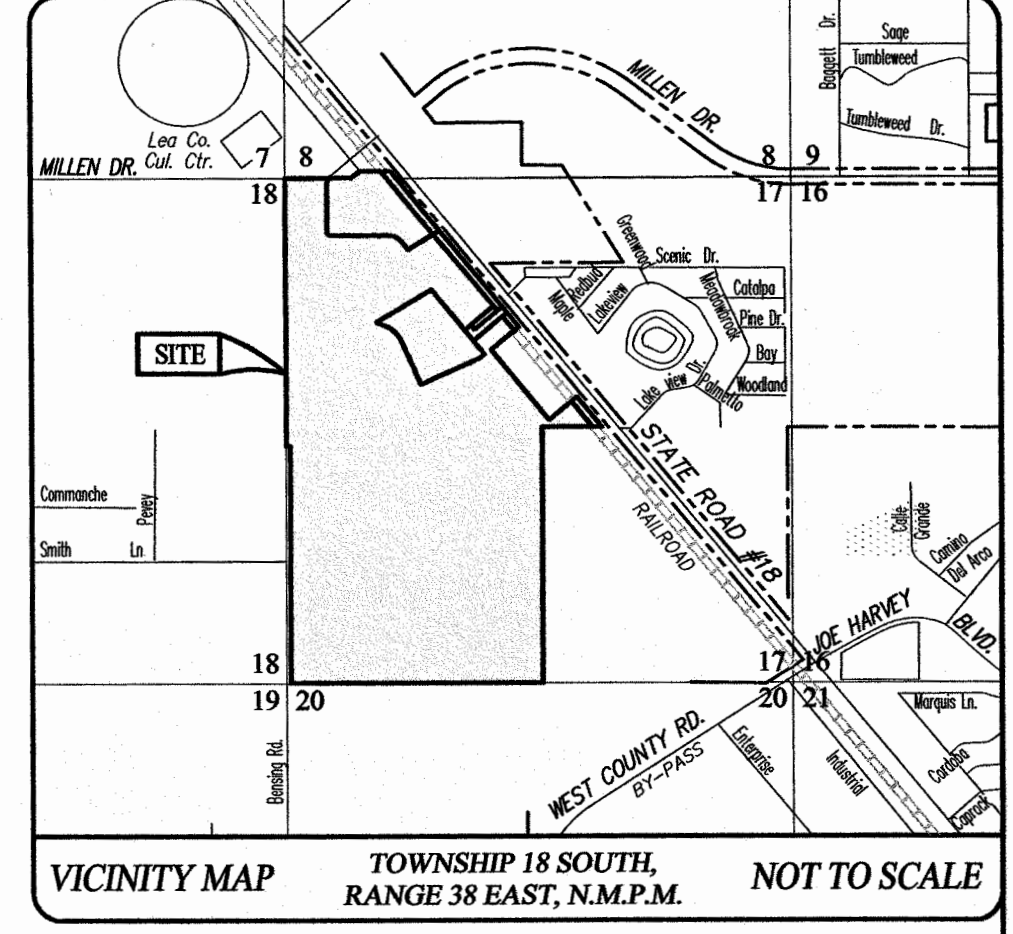 Baggett Dr.
Sage
Tumbleweed
Tumbleweed Dr.
MILLEN DR.
Lea Co.
Cul. Ctr.
MILLEN DR.
7 8
18
8 9
17 16
Greenwood
Scenic Dr.
Redbud
Maple
Lakeview
Meadowbrook
Catalpa
Pine Dr.
Bay
Woodland
Lake view Dr.
Palmetto
SITE
STATE ROAD #18
RAILROAD
Commanche
Pevey
Smith Ln.
Calle Grande
Camino
Del Arco
JOE HARVEY BLVD.
18
19 20
17 16
20 21
Bensing Rd.
WEST COUNTY RD.
BY-PASS
Enterprise
Industrial
Marquis Ln.
Cordoba
Caprock
VICINITY MAP
TOWNSHIP 18 SOUTH,
RANGE 38 EAST, N.M.P.M.
NOT TO SCALE